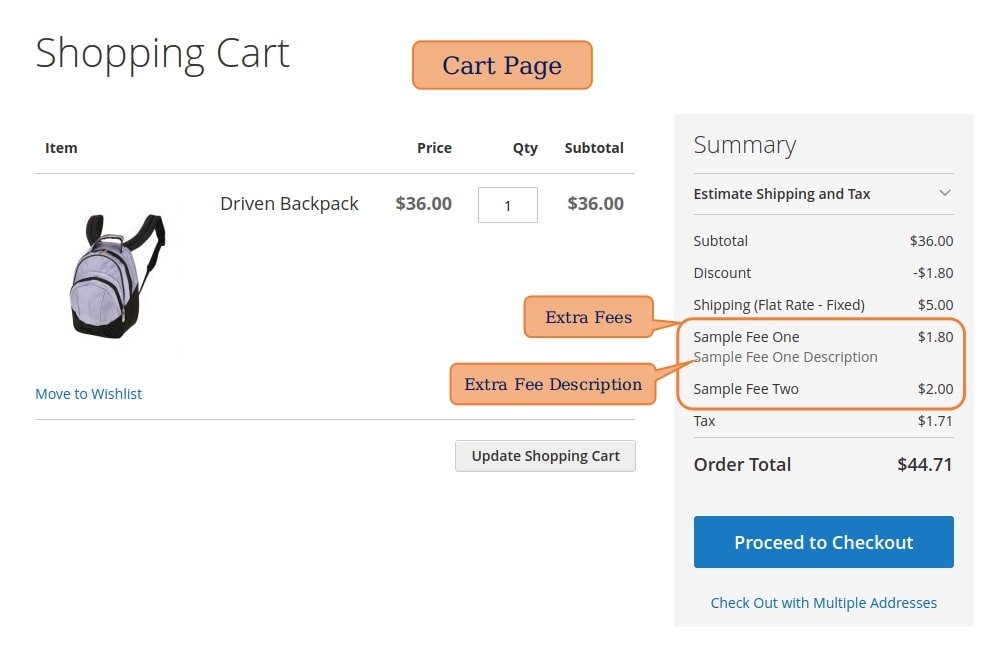 Shopping Cart
Cart Page
Item Price Qty Subtotal
Driven Backpack $36.00 1 $36.00
Move to Wishlist
Update Shopping Cart
Summary
Estimate Shipping and Tax
Subtotal $36.00
Discount -$1.80
Shipping (Flat Rate - Fixed) $5.00
Extra Fees
Sample Fee One $1.80
Sample Fee One Description
Extra Fee Description
Sample Fee Two $2.00
Tax $1.71
Order Total $44.71
Proceed to Checkout
Check Out with Multiple Addresses